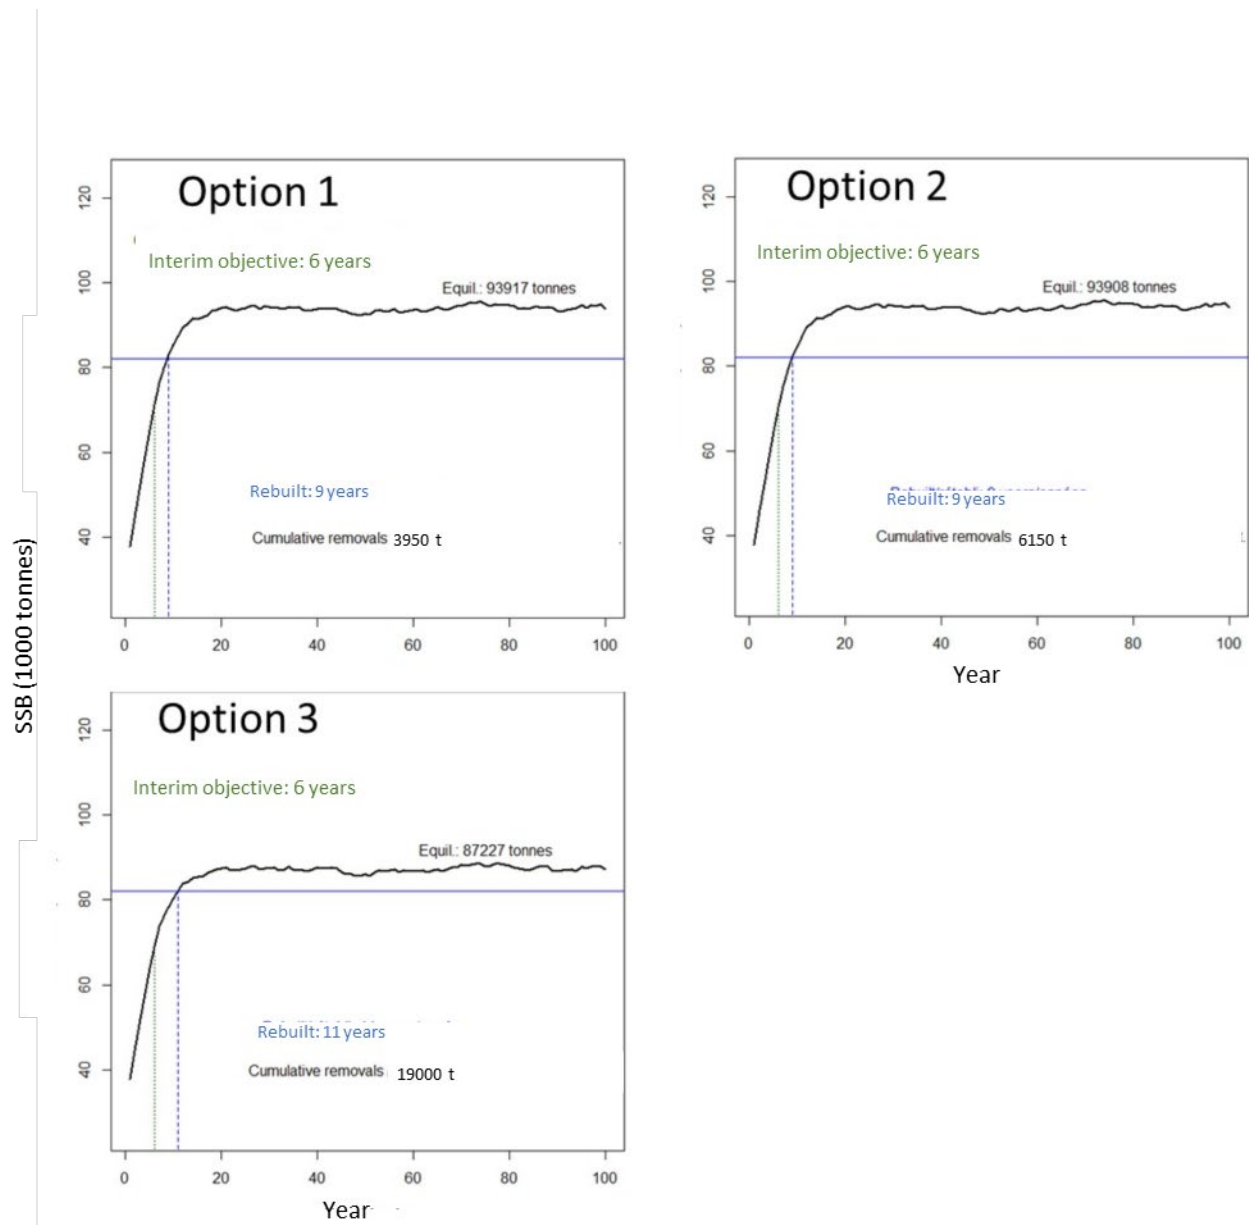 SSB (1000 tonnes)
Option 1
Interim objective: 6 years
Equil.: 93917 tonnes
Rebuilt: 9 years
Cumulative removals 3950 t
120
100
80
60
40
0 20 40 60 80 100
Option 2
Interim objective: 6 years
Equil.: 93908 tonnes
Rebuilt: 9 years
Cumulative removals 6150 t
120
100
80
60
40
0 20 40 60 80 100
Year
Option 3
Interim objective: 6 years
Equil.: 87227 tonnes
Rebuilt: 11 years
Cumulative removals 19000 t
120
100
80
60
40
0 20 40 60 80 100
Year